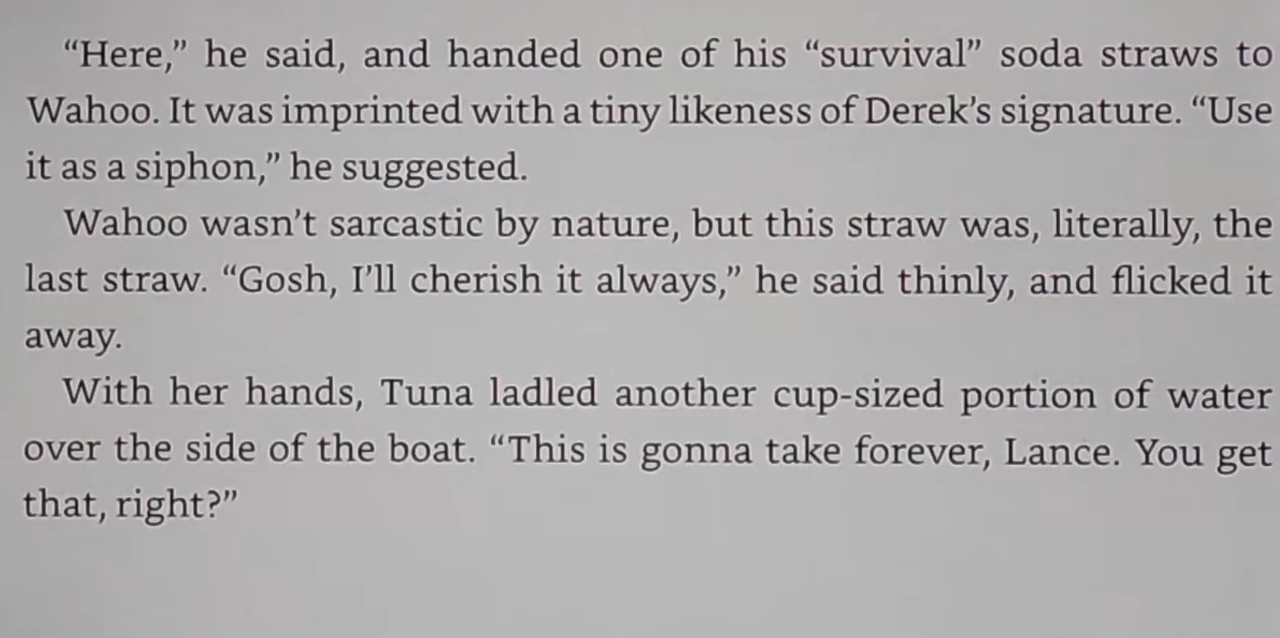 “Here,” he said, and handed one of his “survival” soda straws to
Wahoo. It was imprinted with a tiny likeness of Derek’s signature. “Use
it as a siphon,” he suggested.
Wahoo wasn’t sarcastic by nature, but this straw was, literally, the
last straw. “Gosh, I’ll cherish it always,” he said thinly, and flicked it
away.
With her hands, Tuna ladled another cup-sized portion of water
over the side of the boat. “This is gonna take forever, Lance. You get
that, right?”